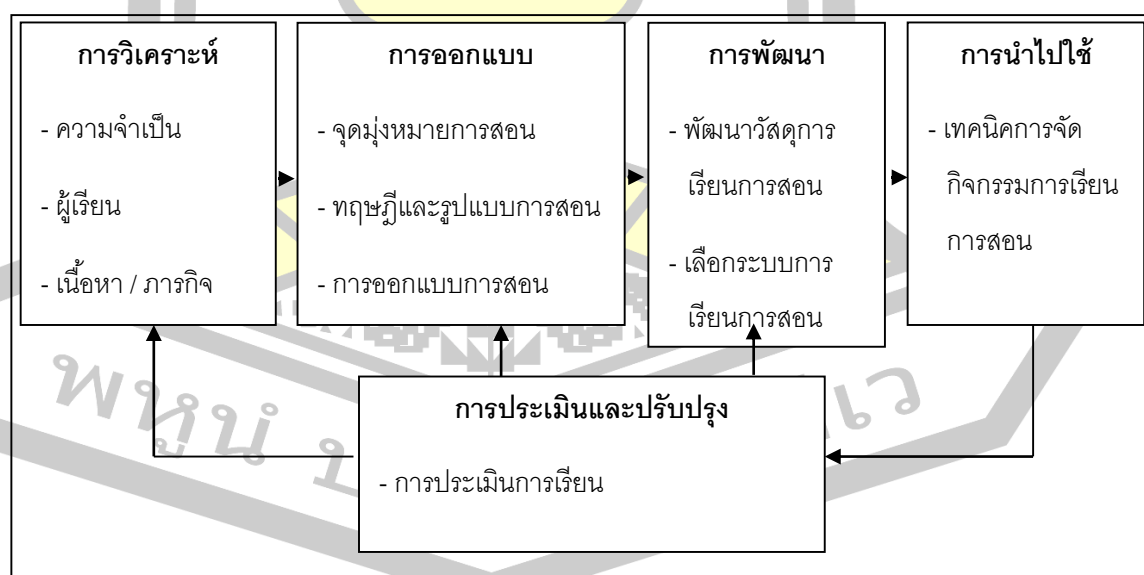 การวิเคราะห์
- ความจำเป็น
- ผู้เรียน
- เนื้อหา / ภารกิจ
การออกแบบ
- จุดมุ่งหมายการสอน
- ทฤษฎีและรูปแบบการสอน
- การออกแบบการสอน
การพัฒนา
- พัฒนาวัสดุการ
เรียนการสอน
- เลือกระบบการ
เรียนการสอน
การนำไปใช้
- เทคนิคการจัด
กิจกรรมการเรียน
การสอน
การประเมินและปรับปรุง
- การประเมินการเรียน
พหูนํ ป
เว